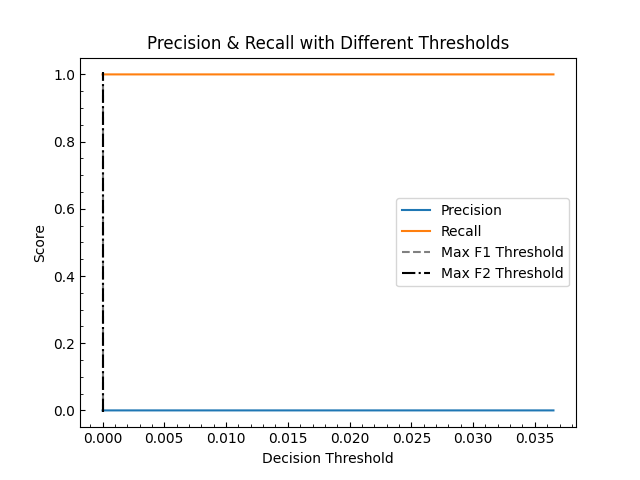 Precision & Recall with Different Thresholds
1.0
0.8
0.6
0.4
0.2
0.0
Score
Precision
Recall
Max F1 Threshold
Max F2 Threshold
0.000 0.005 0.010 0.015 0.020 0.025 0.030 0.035
Decision Threshold